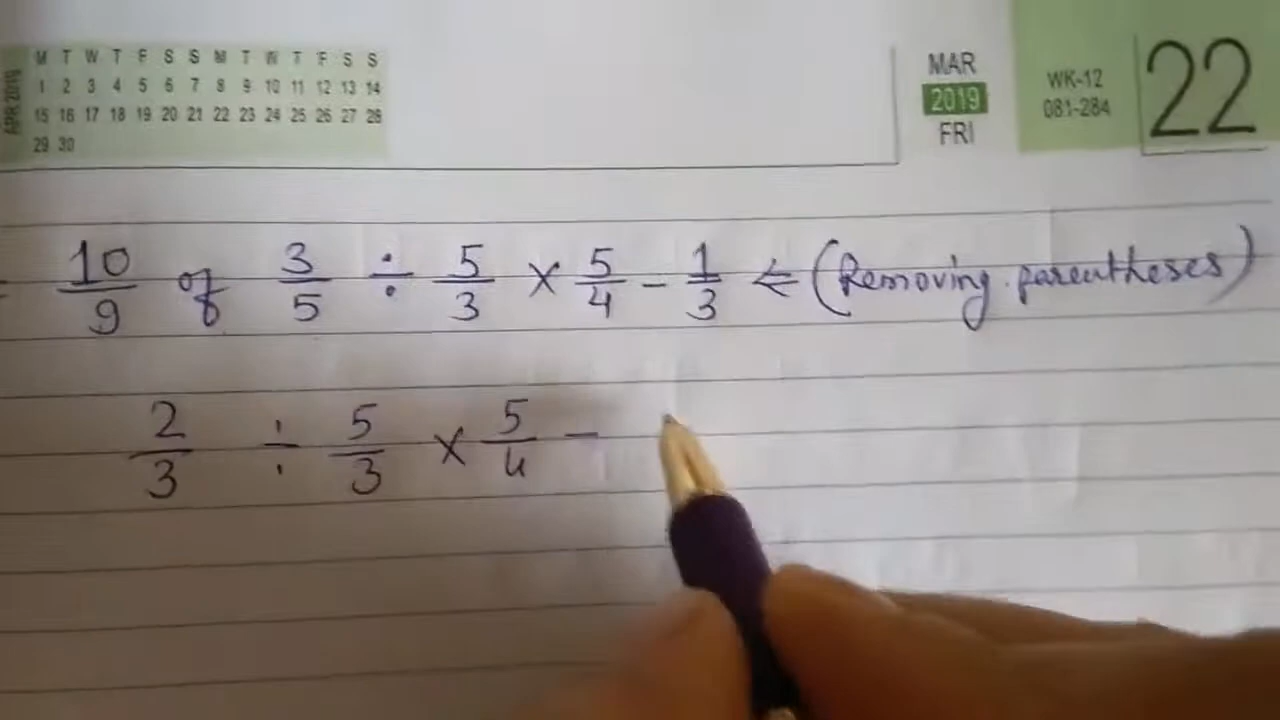 M T W T F S S M T W T F S S
1 2 3 4 5 6 7 8 9 10 11 12 13 14
15 16 17 18 19 20 21 22 23 24 25 26 27 28
29 30
APR 2019
MAR
2019
FRI
WK-12
081-284
22
= 10/9 of 3/5 ÷ 5/3 × 5/4 - 1/3 ⇐ (Removing parentheses)
2/3 ÷ 5/3 × 5/4 -